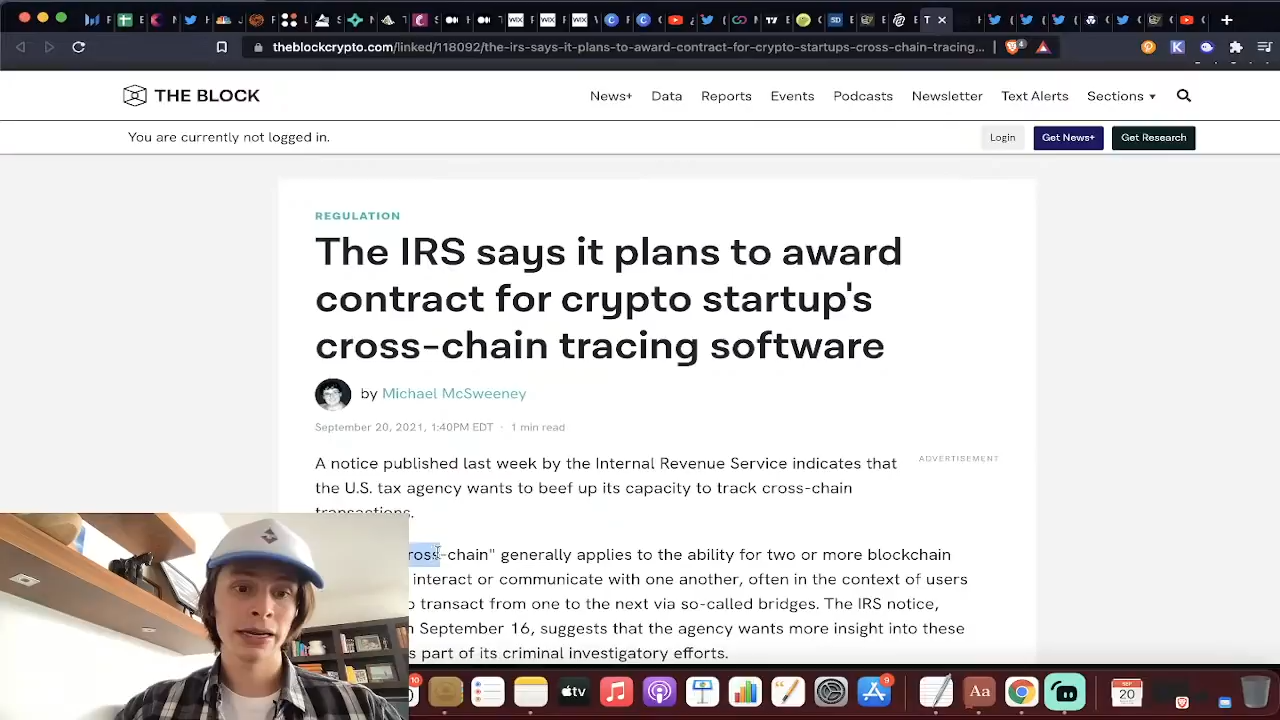 theblockcrypto.com/linked/118092/the-irs-says-it-plans-to-award-contract-for-crypto-startups-cross-chain-tracing...
THE BLOCK
News+ Data Reports Events Podcasts Newsletter Text Alerts Sections
You are currently not logged in.
Login Get News+ Get Research
REGULATION
The IRS says it plans to award
contract for crypto startup's
cross-chain tracing software
by Michael McSweeney
September 20, 2021, 1:40PM EDT · 1 min read
ADVERTISEMENT
A notice published last week by the Internal Revenue Service indicates that
the U.S. tax agency wants to beef up its capacity to track cross-chain
transactions.
ross-chain" generally applies to the ability for two or more blockchain
interact or communicate with one another, often in the context of users
o transact from one to the next via so-called bridges. The IRS notice,
n September 16, suggests that the agency wants more insight into these
s part of its criminal investigatory efforts.
tv
Aa
SEP
20